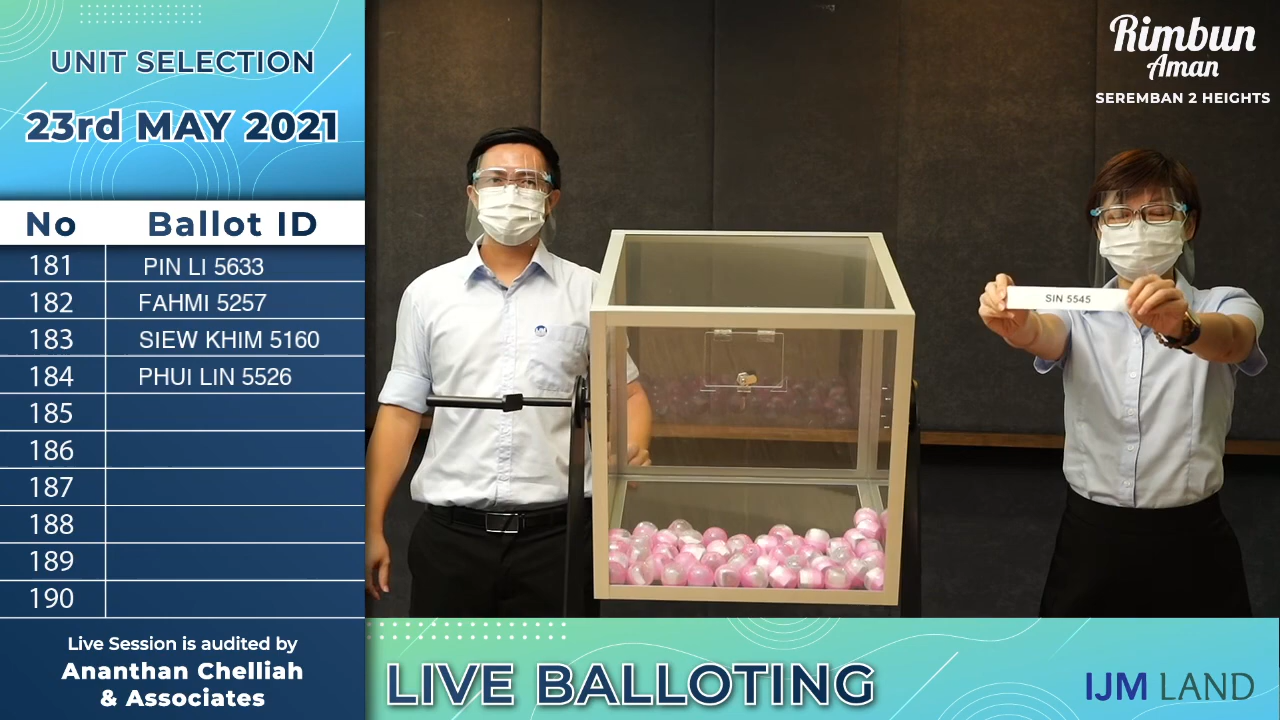 UNIT SELECTION
23rd MAY 2021
No Ballot ID
181 PIN LI 5633
182 FAHMI 5257
183 SIEW KHIM 5160
184 PHUI LIN 5526
185
186
187
188
189
190
Live Session is audited by
Ananthan Chelliah
& Associates
Rimbun
Aman
SEREMBAN 2 HEIGHTS
IJM
SIN 5545
LIVE BALLOTING
IJM LAND